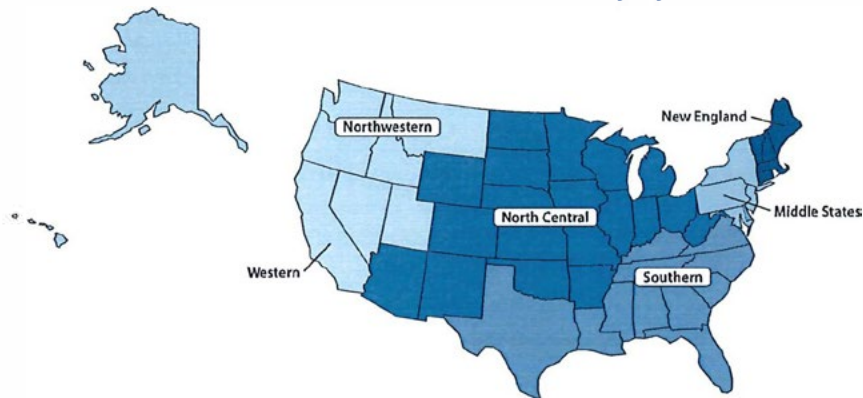 Northwestern
New England
North Central
Middle States
Western
Southern